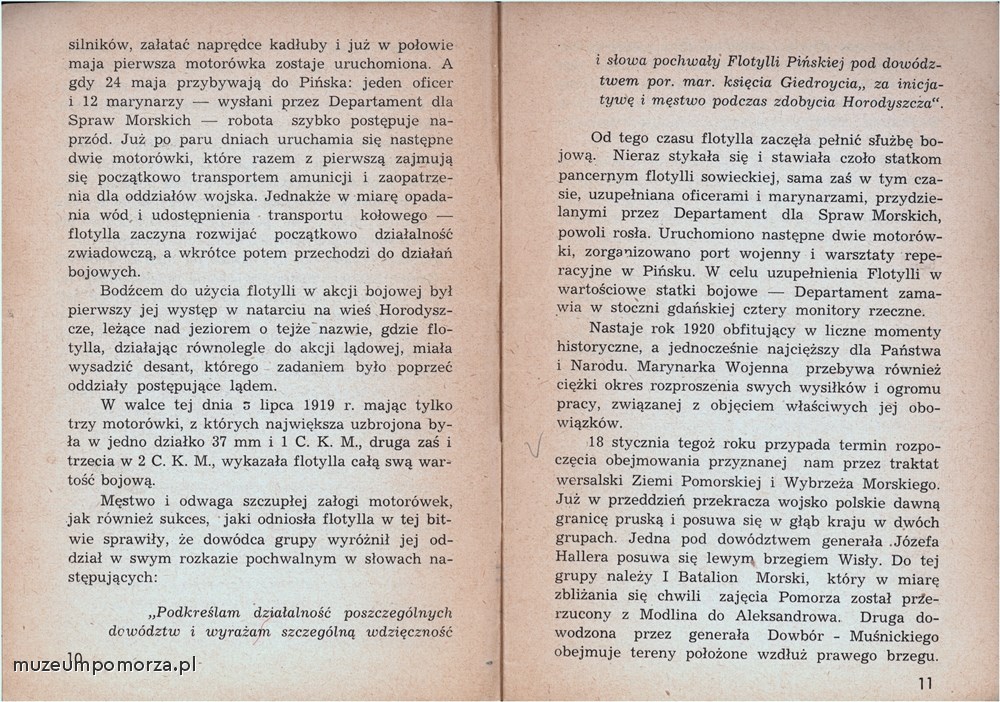 silników, załatać naprędce kadłuby i już w połowie
maja pierwsza motorówka zostaje uruchomiona. A
gdy 24 maja przybywają do Pińska: jeden oficer
i 12 marynarzy — wysłani przez Departament dla
Spraw Morskich — robota szybko postępuje na-
przód. Już po paru dniach uruchamia się następne
dwie motorówki, które razem z pierwszą zajmują
się początkowo transportem amunicji i zaopatrze-
nia dla oddziałów wojska. Jednakże w miarę opada-
nia wód i udostępnienia transportu kołowego —
flotylla zaczyna rozwijać początkowo działalność
zwiadowczą, a wkrótce potem przechodzi do działań
bojowych.
Bodźcem do użycia flotylli w akcji bojowej był
pierwszy jej występ w natarciu na wieś Horodysz-
cze, leżące nad jeziorem o tejże nazwie, gdzie flo-
tylla, działając równolegle do akcji lądowej, miała
wysadzić desant, którego zadaniem było poprzeć
oddziały postępujące lądem.
W walce tej dnia 3 lipca 1919 r. mając tylko
trzy motorówki, z których największa uzbrojona by-
ła w jedno działko 37 mm i 1 C. K. M., druga zaś i
trzecia w 2 C. K. M., wykazała flotylla całą swą war-
tość bojową.
Męstwo i odwaga szczupłej załogi motorówek,
jak również sukces, jaki odniosła flotylla w tej bit-
wie sprawiły, że dowódca grupy wyróżnił jej od-
dział w swym rozkazie pochwalnym w słowach na-
stępujących:
„Podkreślam działalność poszczególnych
dowództw i wyrażam szczególną wdzięczność
10
muzeumpomorza.pl
i słowa pochwały Flotylli Pińskiej pod dowódz-
twem por. mar. księcia Giedroycia„ za inicja-
tywę i męstwo podczas zdobycia Horodyszcza“.
Od tego czasu flotylla zaczęła pełnić służbę bo-
jową. Nieraz stykała się i stawiała czoło statkom
pancernym flotylli sowieckiej, sama zaś w tym cza-
sie, uzupełniana oficerami i marynarzami, przydzie-
lanymi przez Departament dla Spraw Morskich,
powoli rosła. Uruchomiono następne dwie motorów-
ki, zorganizowano port wojenny i warsztaty repe-
racyjne w Pińsku. W celu uzupełnienia Flotylli w
wartościowe statki bojowe — Departament zama-
wia w stoczni gdańskiej cztery monitory rzeczne.
Nastaje rok 1920 obfitujący w liczne momenty
historyczne, a jednocześnie najcięższy dla Państwa
i Narodu. Marynarka Wojenna przebywa również
ciężki okres rozproszenia swych wysiłków i ogromu
pracy, związanej z objęciem właściwych jej obo-
wiązków.
18 stycznia tegoż roku przypada termin rozpo-
częcia obejmowania przyznanej nam przez traktat
wersalski Ziemi Pomorskiej i Wybrzeża Morskiego.
Już w przeddzień przekracza wojsko polskie dawną
granicę pruską i posuwa się w głąb kraju w dwóch
grupach. Jedna pod dowództwem generała Józefa
Hallera posuwa się lewym brzegiem Wisły. Do tej
grupy należy I Batalion Morski, który w miarę
zbliżania się chwili zajęcia Pomorza został prze-
rzucony z Modlina do Aleksandrowa. Druga do-
wodzona przez generała Dowbór - Muśnickiego
obejmuje tereny położone wzdłuż prawego brzegu.
11